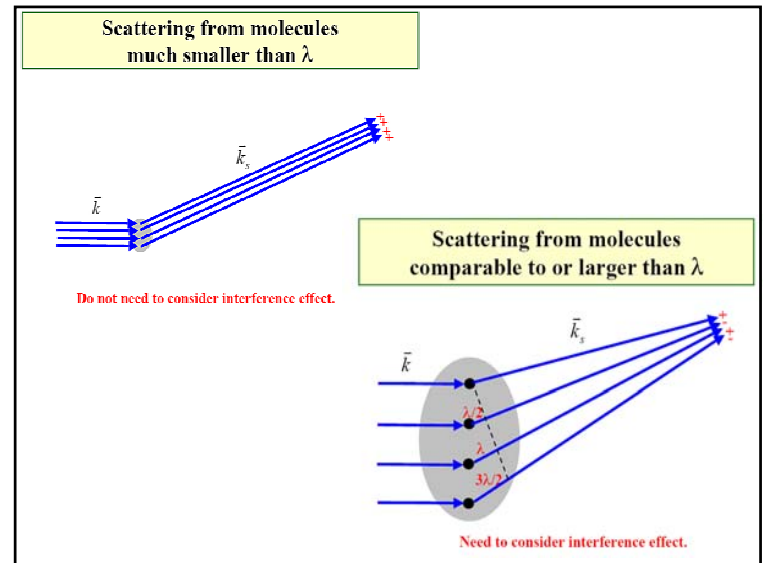 Scattering from molecules
much smaller than λ
k̄ₛ
k̄
+
+
+
+
Do not need to consider interference effect.
Scattering from molecules
comparable to or larger than λ
k̄ₛ
k̄
+
-
+
-
λ/2
λ
3λ/2
Need to consider interference effect.